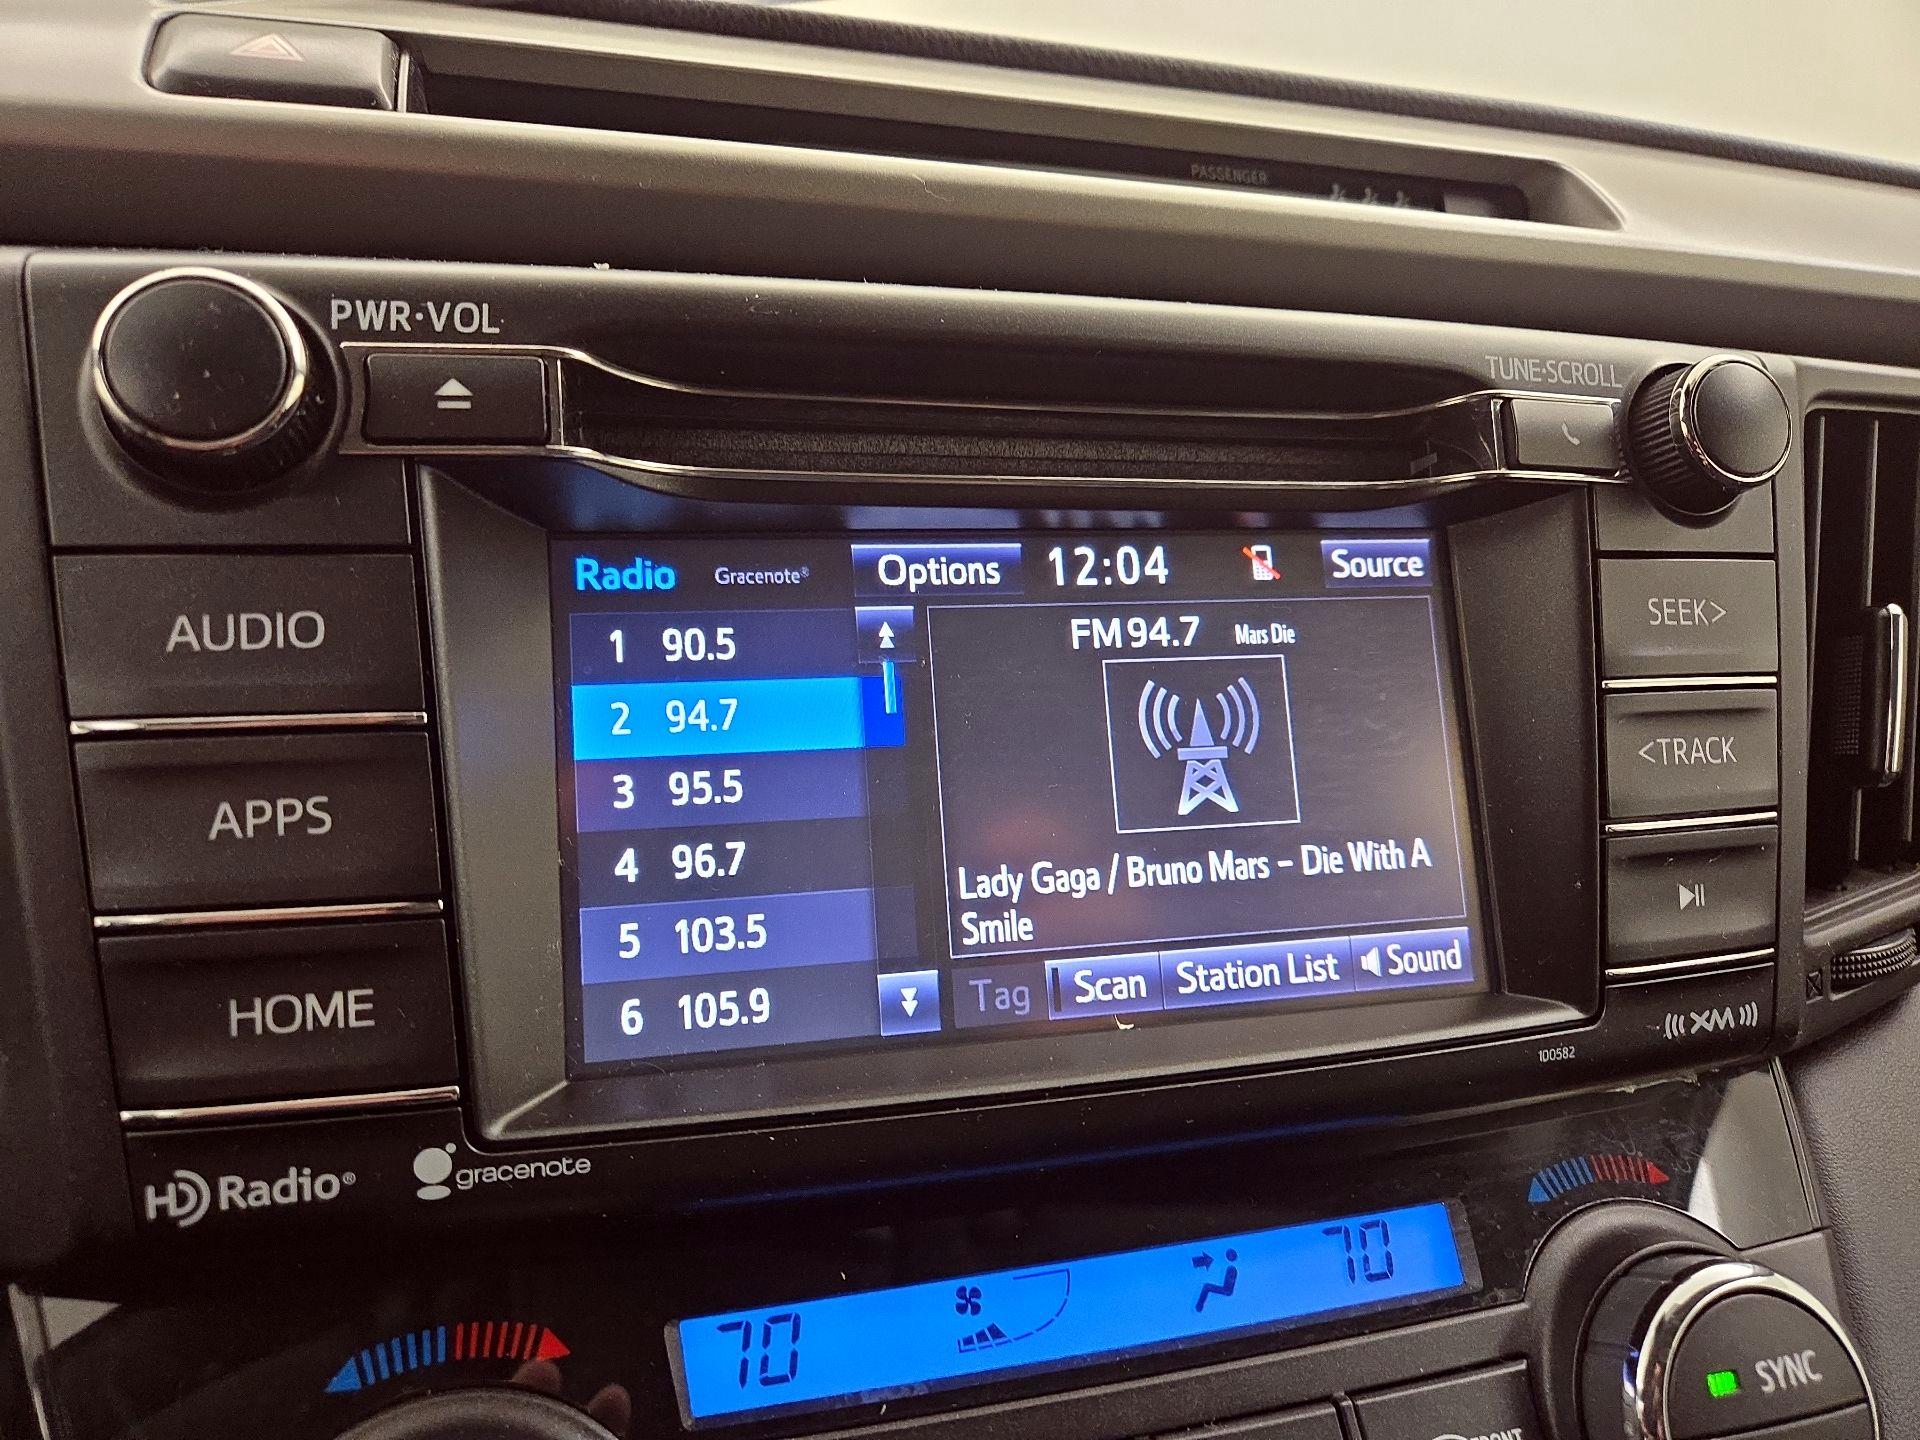 PASSENGER
PWR·VOL
TUNE·SCROLL
AUDIO
APPS
HOME
Radio Gracenote® Options 12:04 Source
1 90.5
2 94.7
3 95.5
4 96.7
5 103.5
6 105.9
FM 94.7 Mars Die
Lady Gaga / Bruno Mars - Die With A
Smile
Tag Scan Station List Sound
SEEK>
<TRACK
XM
100582
HD Radio®
gracenote
70 70
SYNC
FRONT